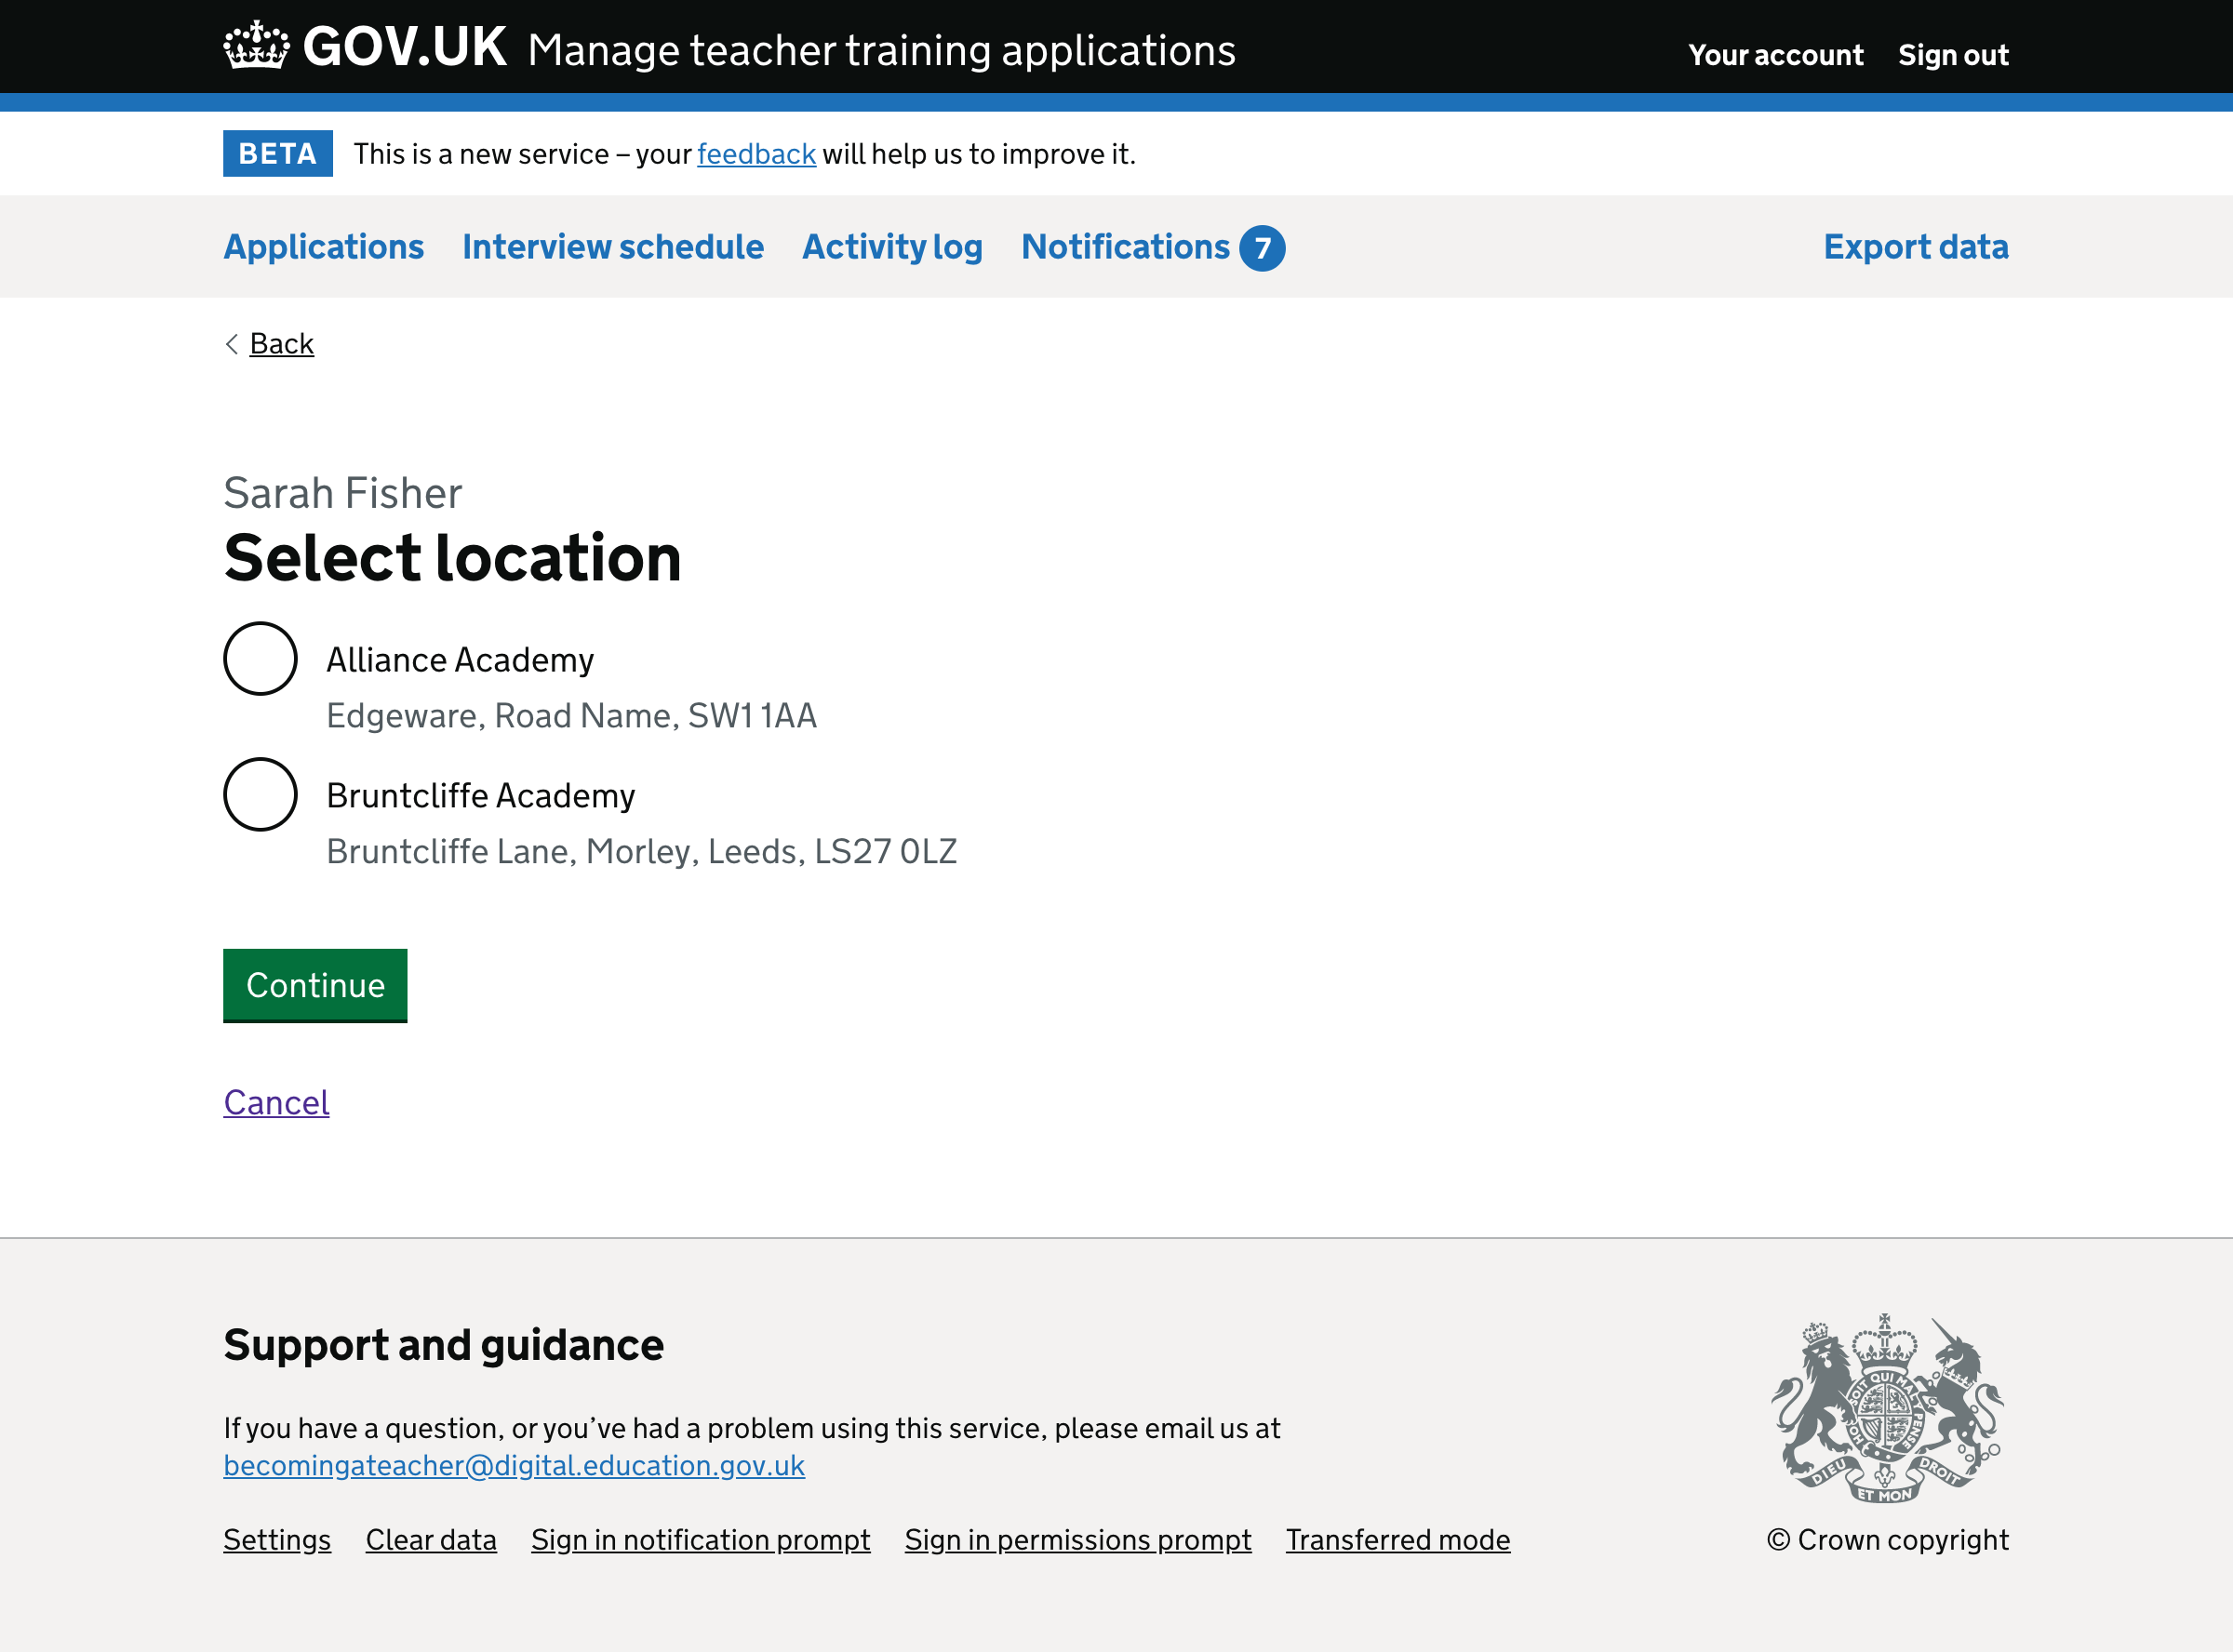 GOV.UK Manage teacher training applications Your account Sign out
BETA This is a new service – your feedback will help us to improve it.
Applications Interview schedule Activity log Notifications 7 Export data
Back
Sarah Fisher
Select location
Alliance Academy
Edgeware, Road Name, SW1 1AA
Bruntcliffe Academy
Bruntcliffe Lane, Morley, Leeds, LS27 0LZ
Continue
Cancel
Support and guidance
If you have a question, or you’ve had a problem using this service, please email us at
becomingateacher@digital.education.gov.uk
SOIT QUI MAL Y PENSE
DIEU ET MON DROIT
Settings Clear data Sign in notification prompt Sign in permissions prompt Transferred mode © Crown copyright